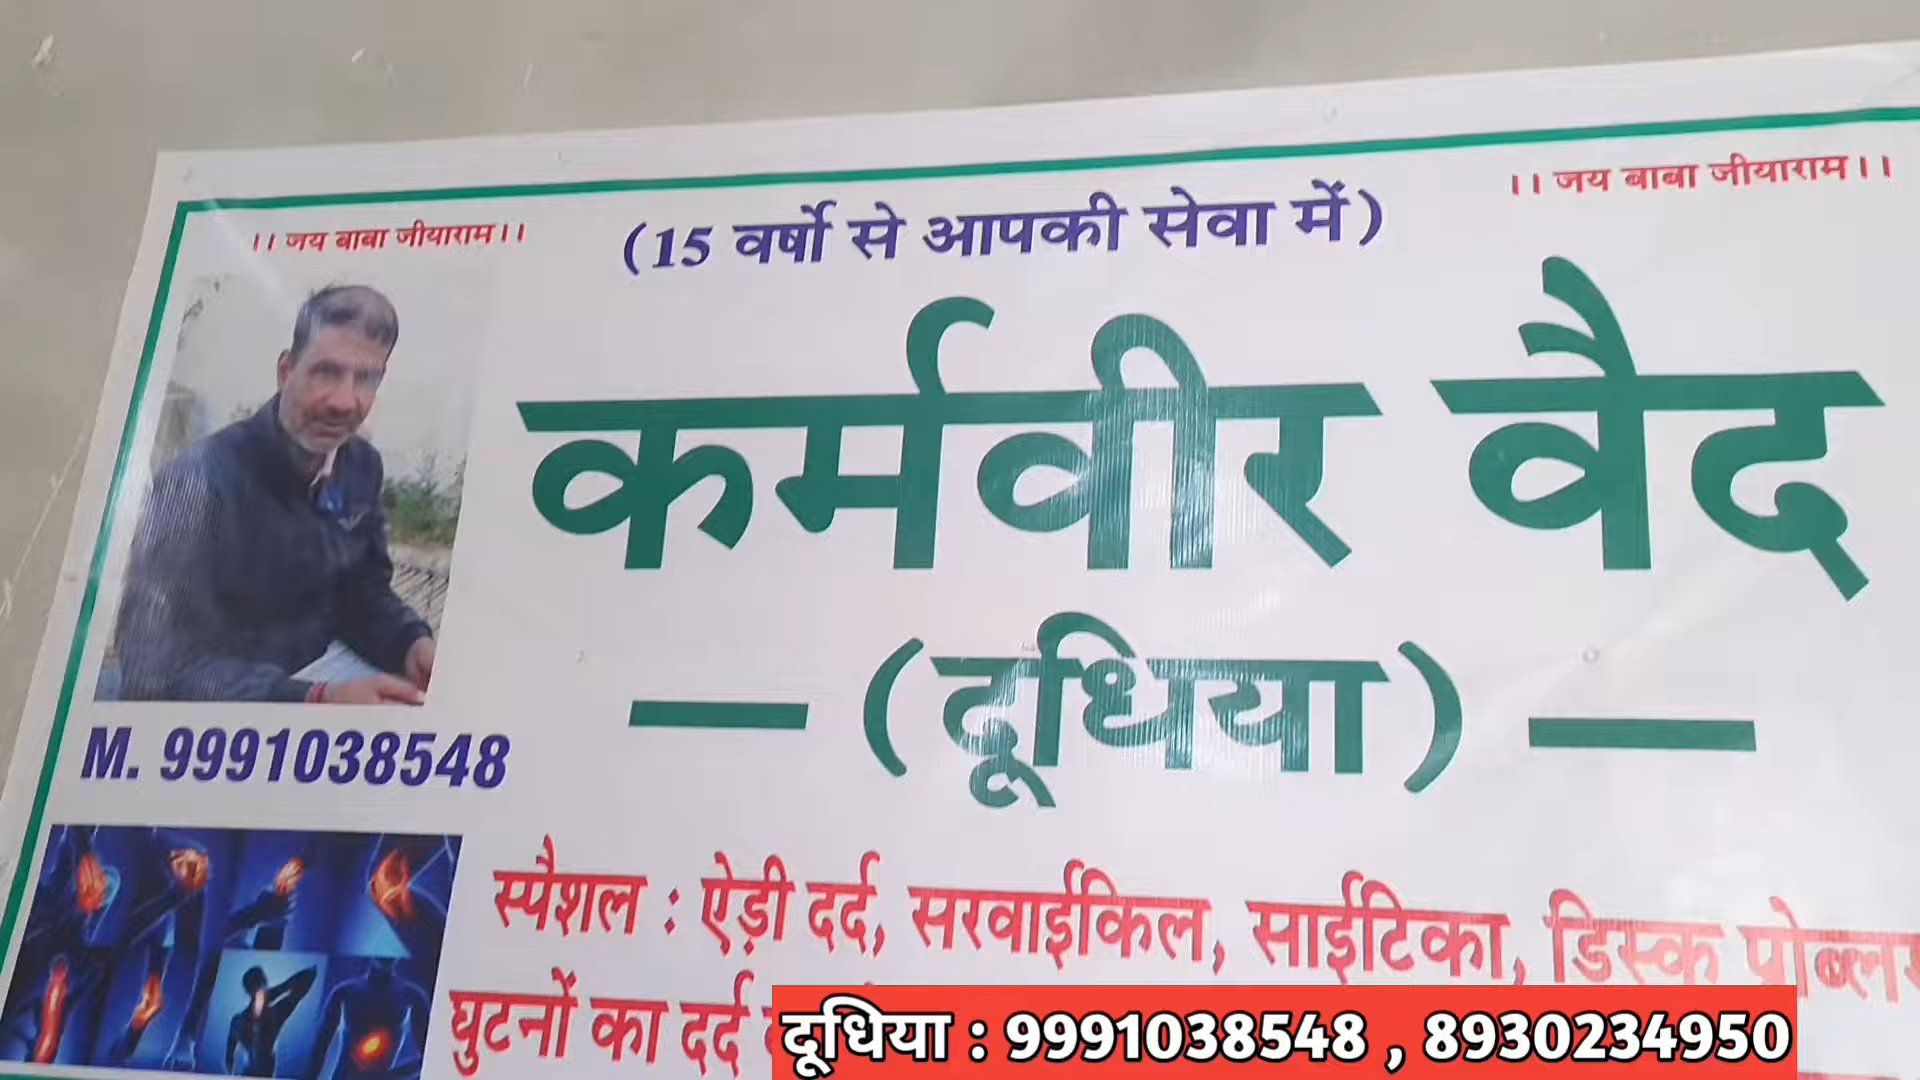 ।। जय बाबा जीयाराम।।
।। जय बाबा जीयाराम।।
(15 वर्षो से आपकी सेवा में)
कर्मवीर वैद
(दूधिया)
M. 9991038548
स्पैशल : ऐड़ी दर्द, सरवाईकिल, साईटिका, डिस्क प्रोब्लम
घुटनों का दर्द
दूधिया : 9991038548 , 8930234950